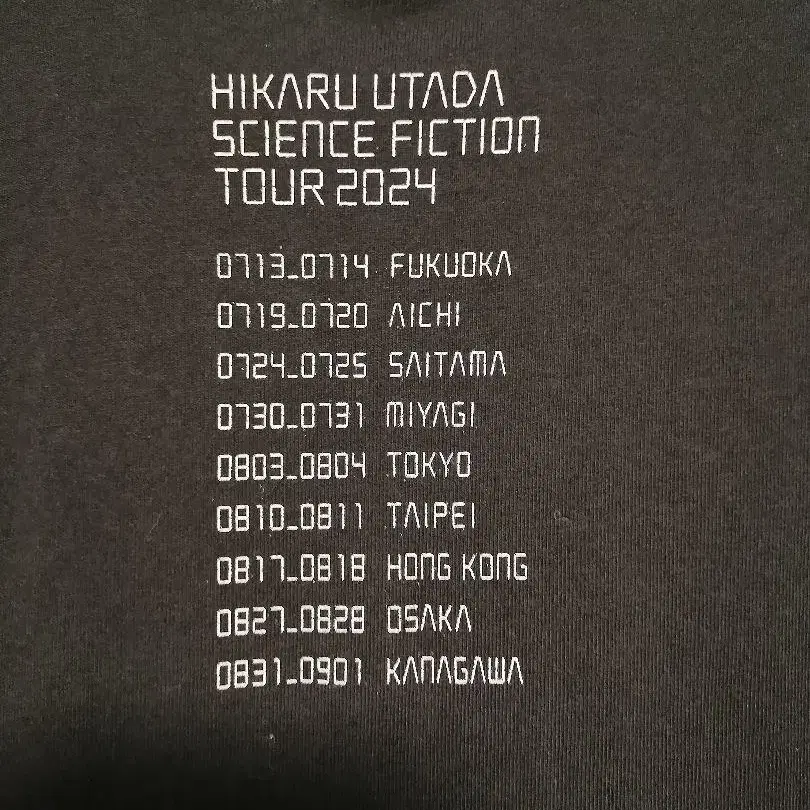 HIKARU UTADA
SCIENCE FICTION
TOUR 2024
0713_0714 FUKUOKA
0719_0720 AICHI
0724_0725 SAITAMA
0730_0731 MIYAGI
0803_0804 TOKYO
0810_0811 TAIPEI
0817_0818 HONG KONG
0827_0828 OSAKA
0831_0901 KANAGAWA